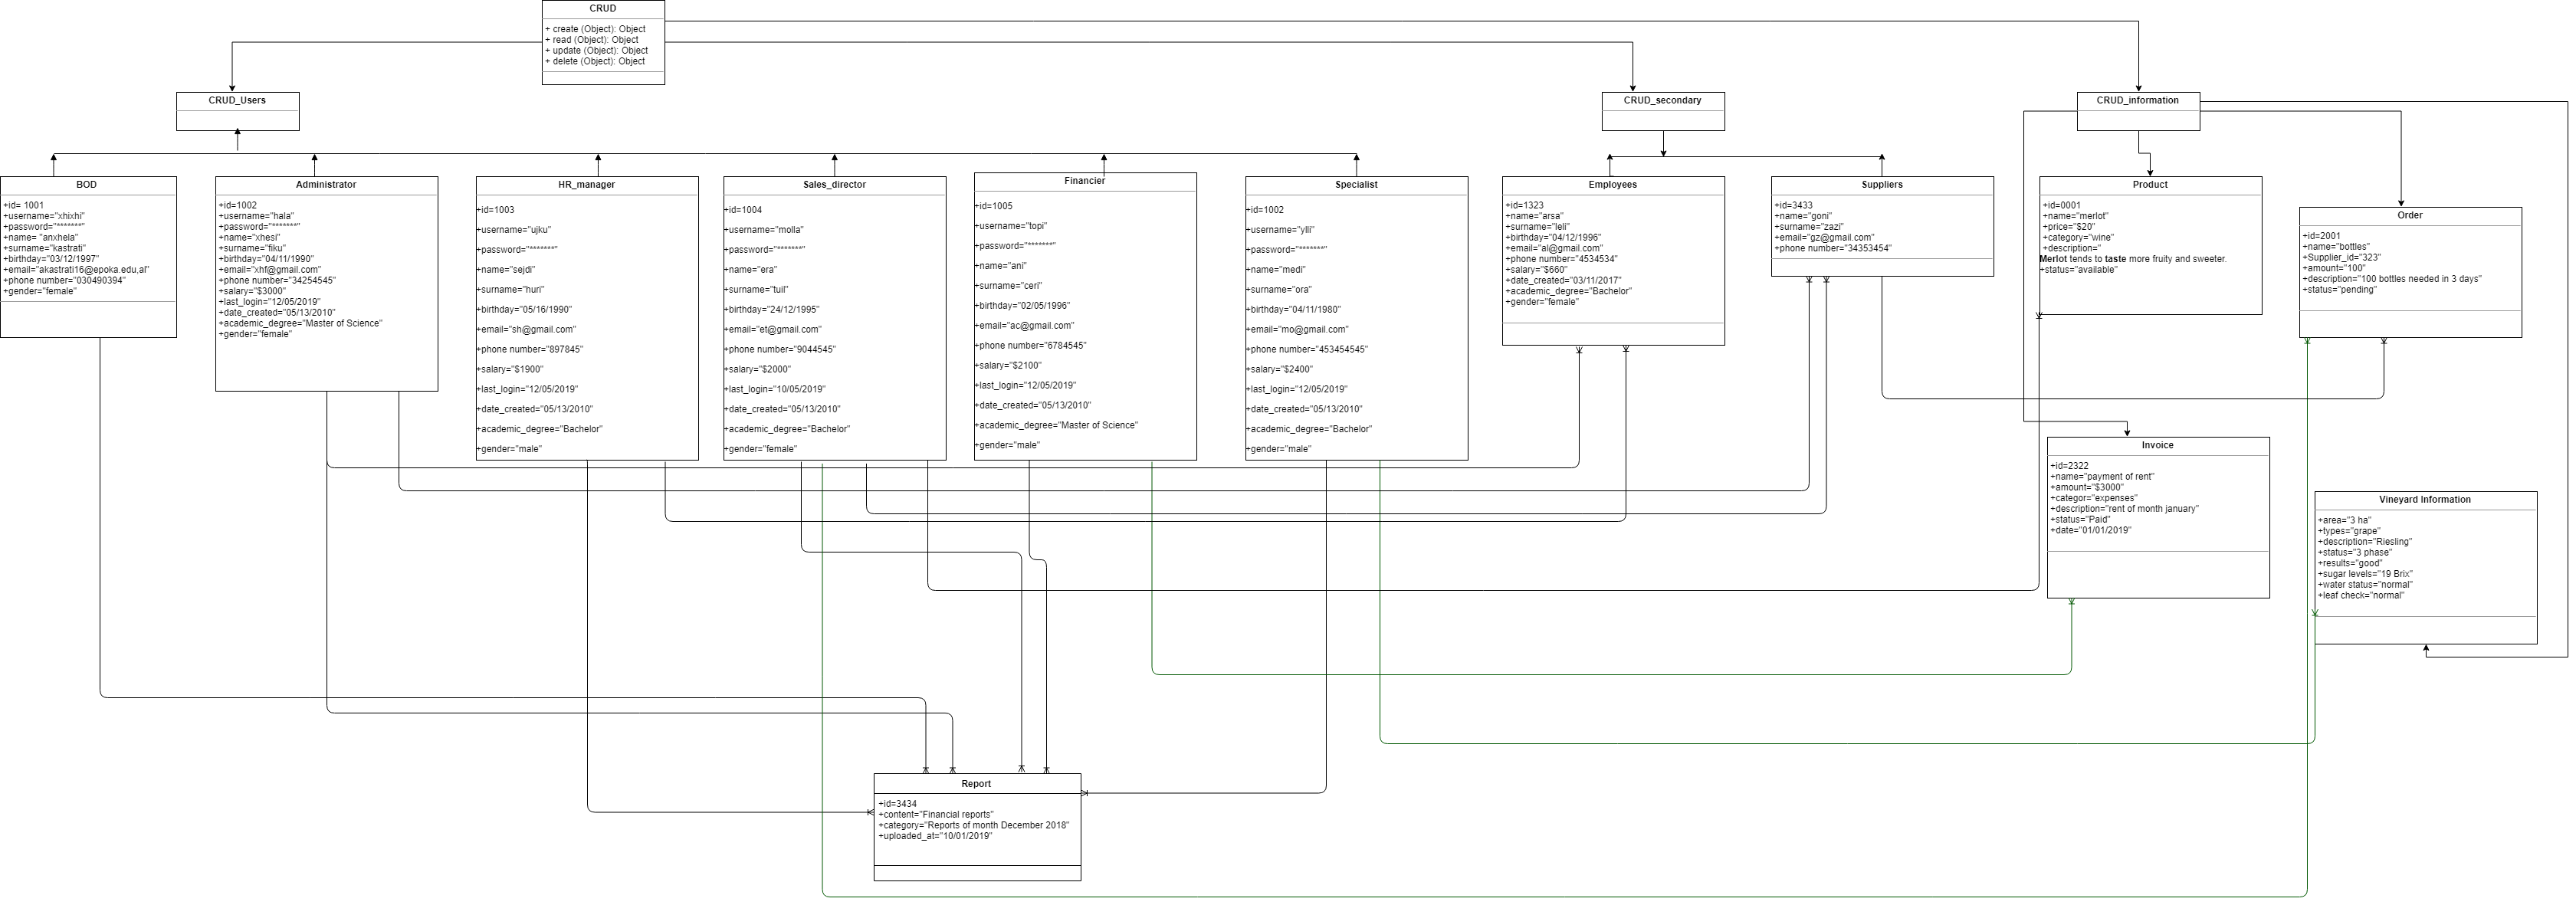 CRUD
+ create (Object): Object
+ read (Object): Object
+ update (Object): Object
+ delete (Object): Object
CRUD_Users
CRUD_secondary
CRUD_information
BOD
+id= 1001
+username="xhixhi"
+password="*******"
+name= "anxhela"
+surname="kastrati"
+birthday="03/12/1997"
+email="akastrati16@epoka.edu,al"
+phone number="030490394"
+gender="female"
Administrator
+id=1002
+username="hala"
+password="*******"
+name="xhesi"
+surname="fiku"
+birthday="04/11/1990"
+email="xhf@gmail.com"
+phone number="34254545"
+salary="$3000"
+last_login="12/05/2019"
+date_created="05/13/2010"
+academic_degree="Master of Science"
+gender="female"
HR_manager
+id=1003
+username="ujku"
+password="*******"
+name="sejdi"
+surname="huri"
+birthday="05/16/1990"
+email="sh@gmail.com"
+phone number="897845"
+salary="$1900"
+last_login="12/05/2019"
+date_created="05/13/2010"
+academic_degree="Bachelor"
+gender="male"
Sales_director
+id=1004
+username="molla"
+password="*******"
+name="era"
+surname="tuil"
+birthday="24/12/1995"
+email="et@gmail.com"
+phone number="9044545"
+salary="$2000"
+last_login="10/05/2019"
+date_created="05/13/2010"
+academic_degree="Bachelor"
+gender="female"
Financier
+id=1005
+username="topi"
+password="*******"
+name="ani"
+surname="ceri"
+birthday="02/05/1996"
+email="ac@gmail.com"
+phone number="6784545"
+salary="$2100"
+last_login="12/05/2019"
+date_created="05/13/2010"
+academic_degree="Master of Science"
+gender="male"
Specialist
+id=1002
+username="ylli"
+password="*******"
+name="medi"
+surname="ora"
+birthday="04/11/1980"
+email="mo@gmail.com"
+phone number="453454545"
+salary="$2400"
+last_login="12/05/2019"
+date_created="05/13/2010"
+academic_degree="Bachelor"
+gender="male"
Employees
+id=1323
+name="arsa"
+surname="leli"
+birthday="04/12/1996"
+email="al@gmail.com"
+phone number="4534534"
+salary="$660"
+date_created="03/11/2017"
+academic_degree="Bachelor"
+gender="female"
Suppliers
+id=3433
+name="goni"
+surname="zazi"
+email="gz@gmail.com"
+phone number="34353454"
Product
+id=0001
+name="merlot"
+price="$20"
+category="wine"
+description="
Merlot tends to taste more fruity and sweeter.
+status="available"
Order
+id=2001
+name="bottles"
+Supplier_id="323"
+amount="100"
+description="100 bottles needed in 3 days"
+status="pending"
Invoice
+id=2322
+name="payment of rent"
+amount="$3000"
+categor="expenses"
+description="rent of month january"
+status="Paid"
+date="01/01/2019"
Vineyard Information
+area="3 ha"
+types="grape"
+description="Riesling"
+status="3 phase"
+results="good"
+sugar levels="19 Brix"
+water status="normal"
+leaf check="normal"
Report
+id=3434
+content="Financial reports"
+category="Reports of month December 2018"
+uploaded_at="10/01/2019"